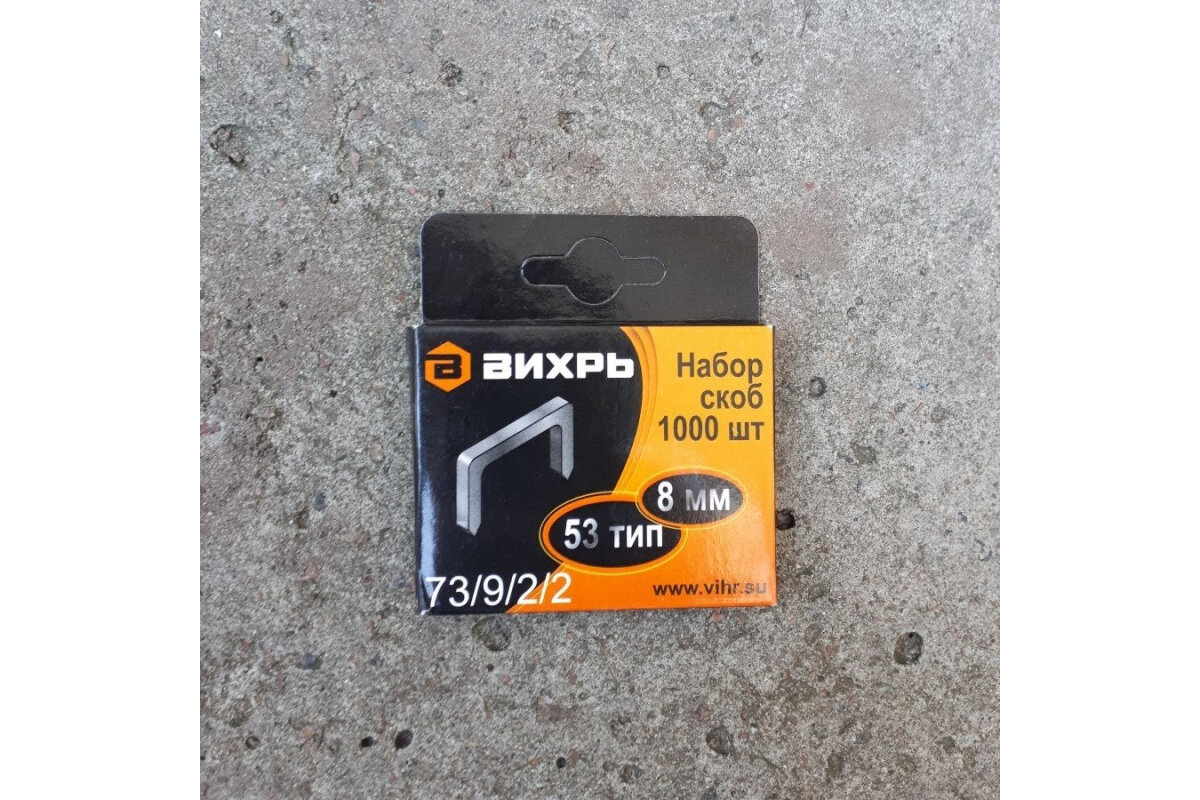 В ВИХРЬ
Набор
скоб
1000 шт
8 мм
53 тип
73/9/2/2
www.vihr.su